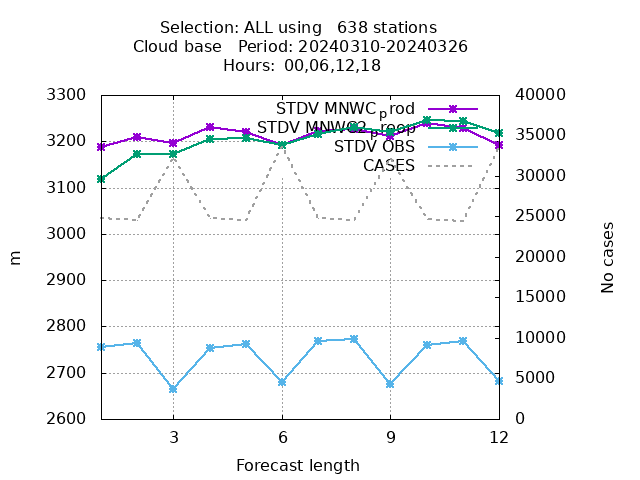 Selection: ALL using 638 stations
Cloud base Period: 20240310-20240326
Hours: 00,06,12,18
3300
3200
3100
3000
2900
2800
2700
2600
m
40000
35000
30000
25000
20000
15000
10000
5000
0
No cases
STDV MNWC_prod
STDV MNWC2_preop
STDV OBS
CASES
3
6
9
12
Forecast length